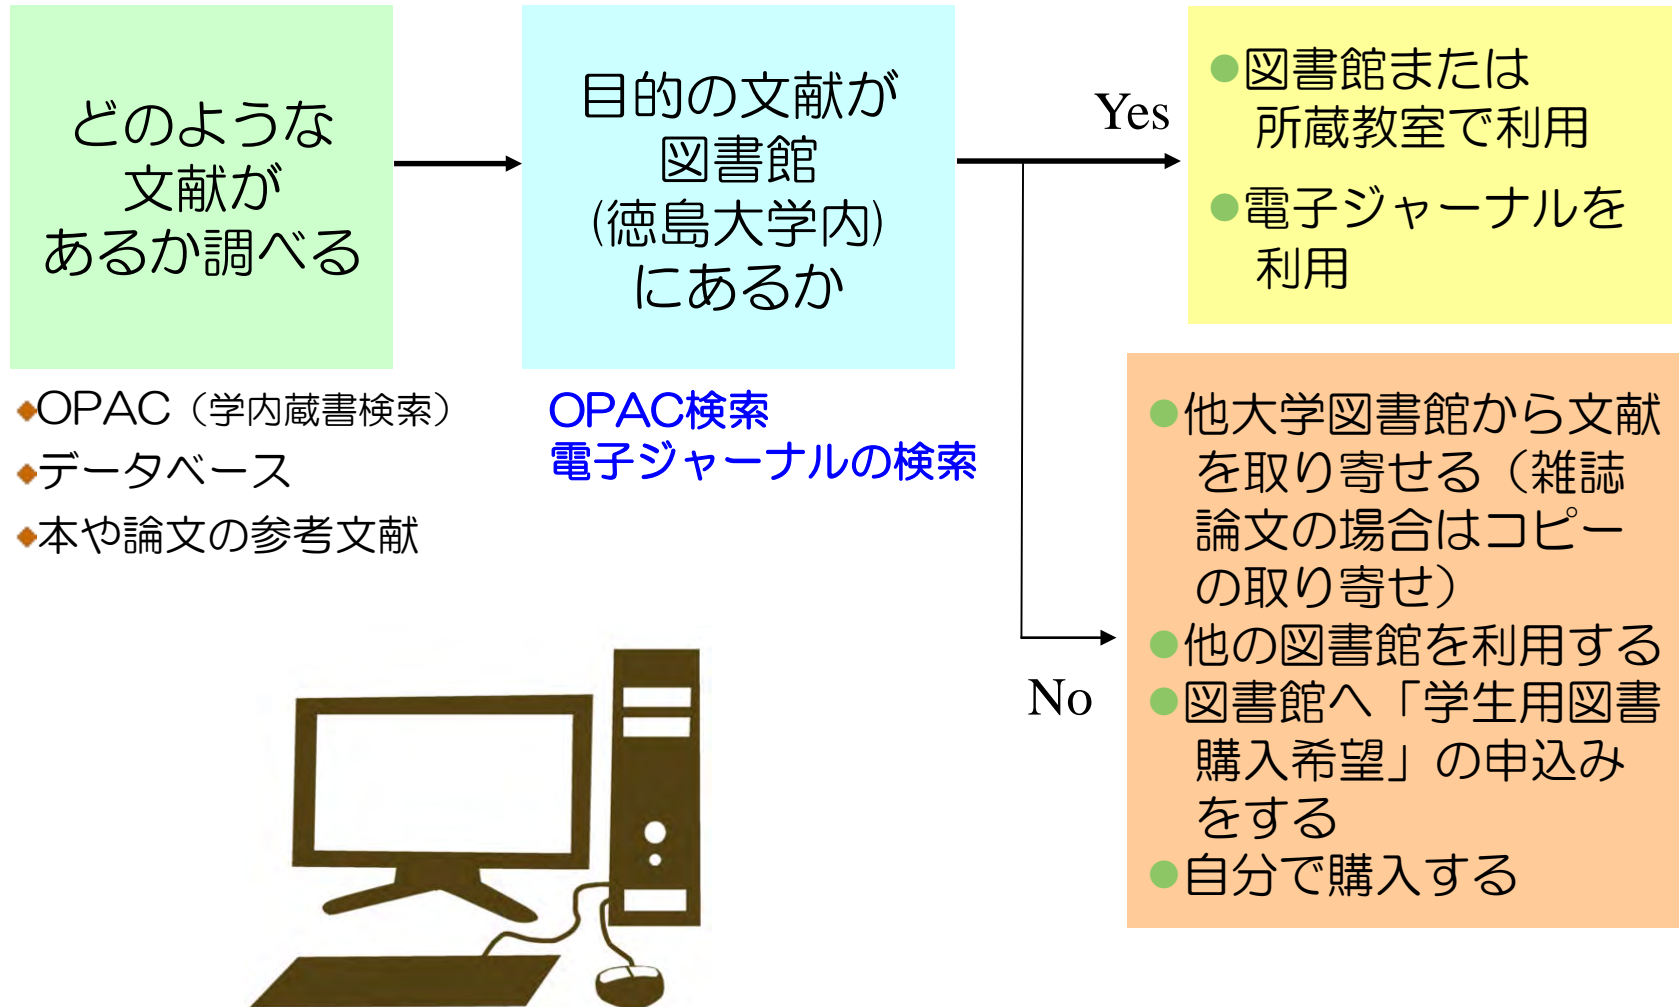 どのような
文献が
あるか調べる
◆OPAC（学内蔵書検索）
◆データベース
◆本や論文の参考文献
目的の文献が
図書館
(徳島大学内)
にあるか
OPAC検索
電子ジャーナルの検索
Yes
●図書館または
所蔵教室で利用
●電子ジャーナルを
利用
No
●他大学図書館から文献
を取り寄せる（雑誌
論文の場合はコピー
の取り寄せ）
●他の図書館を利用する
●図書館へ「学生用図書
購入希望」の申込み
をする
●自分で購入する